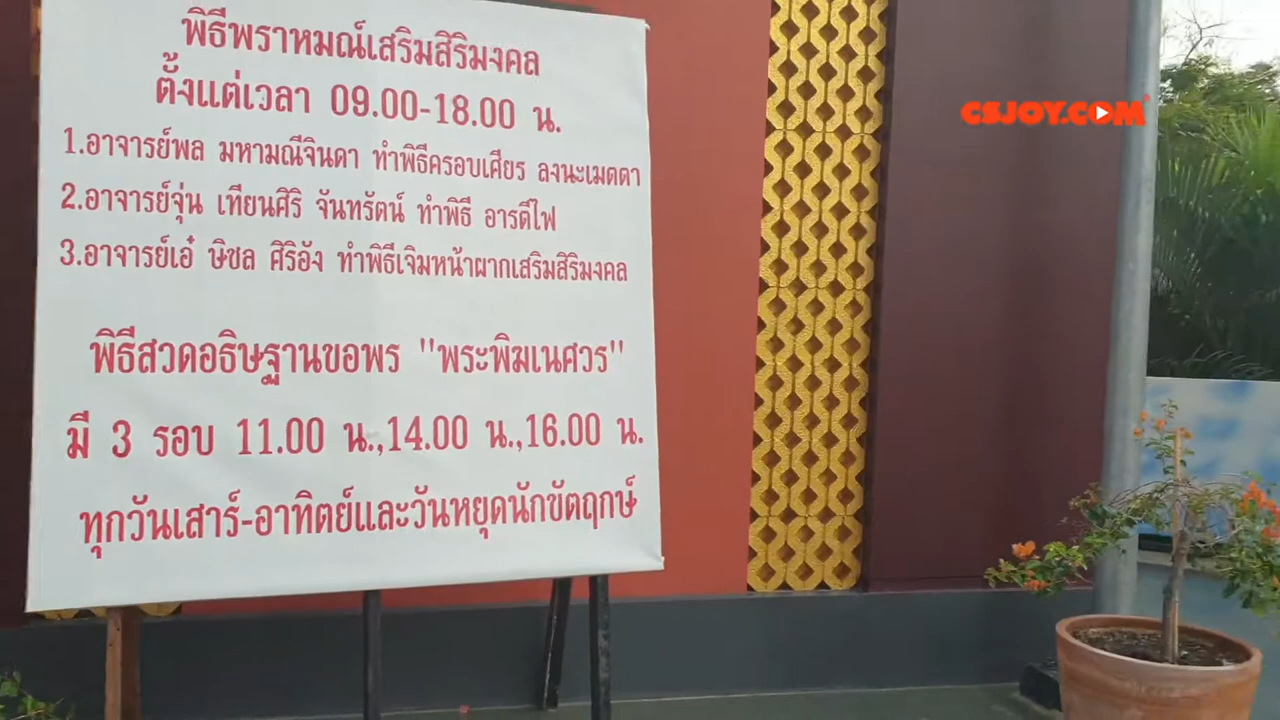 พิธีพราหมณ์เสริมสิริมงคล
ตั้งแต่เวลา 09.00-18.00 น.
1.อาจารย์พล มหามณีจินดา ทำพิธีครอบเศียร ลงนะเมตตา
2.อาจารย์จุ่น เทียนศิริ จันทรัตน์ ทำพิธี อารตีไฟ
3.อาจารย์เอ๋ ษิชล ศิริอัง ทำพิธีเจิมหน้าผากเสริมสิริมงคล
พิธีสวดอธิษฐานขอพร "พระพิฆเนศวร"
มี 3 รอบ 11.00 น.,14.00 น.,16.00 น.
ทุกวันเสาร์-อาทิตย์และวันหยุดนักขัตฤกษ์
CSJOY.COM